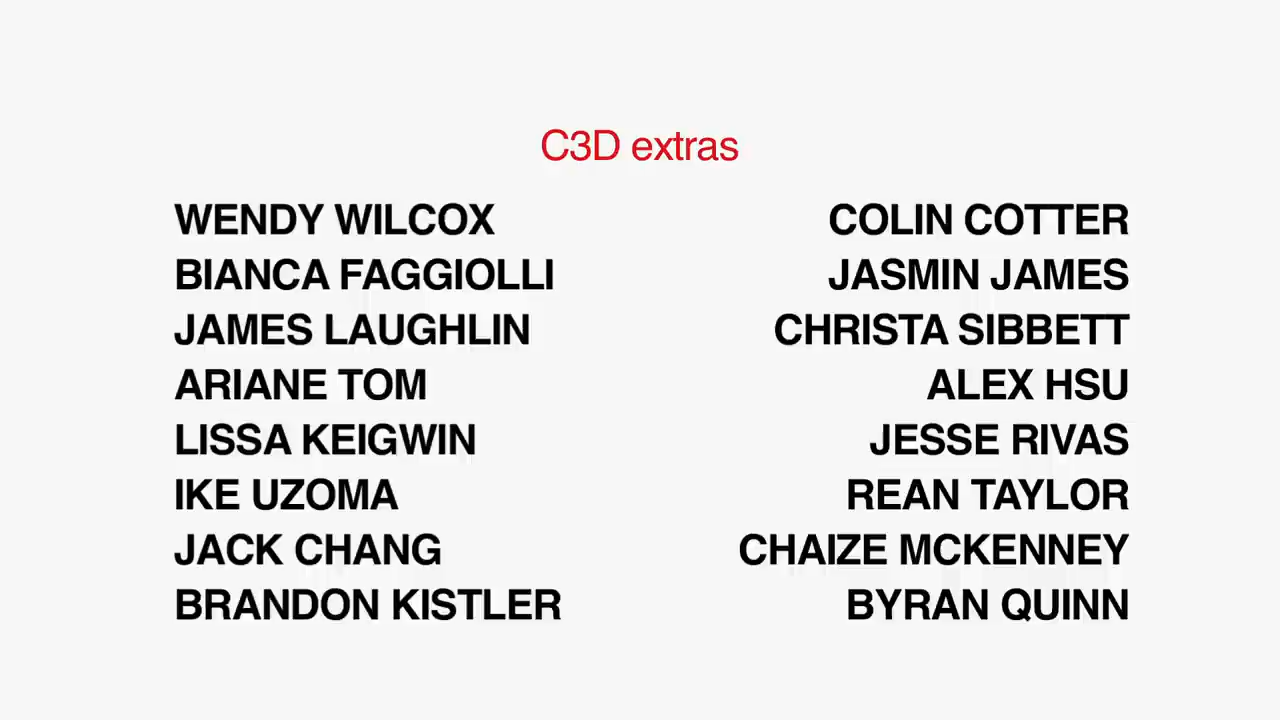 C3D extras
WENDY WILCOX COLIN COTTER
BIANCA FAGGIOLLI JASMIN JAMES
JAMES LAUGHLIN CHRISTA SIBBETT
ARIANE TOM ALEX HSU
LISSA KEIGWIN JESSE RIVAS
IKE UZOMA REAN TAYLOR
JACK CHANG CHAIZE MCKENNEY
BRANDON KISTLER BYRAN QUINN